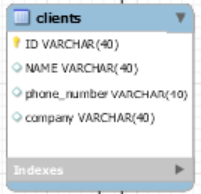 clients
ID VARCHAR(40)
NAME VARCHAR(40)
phone_number VARCHAR(40)
company VARCHAR(40)
Indexes